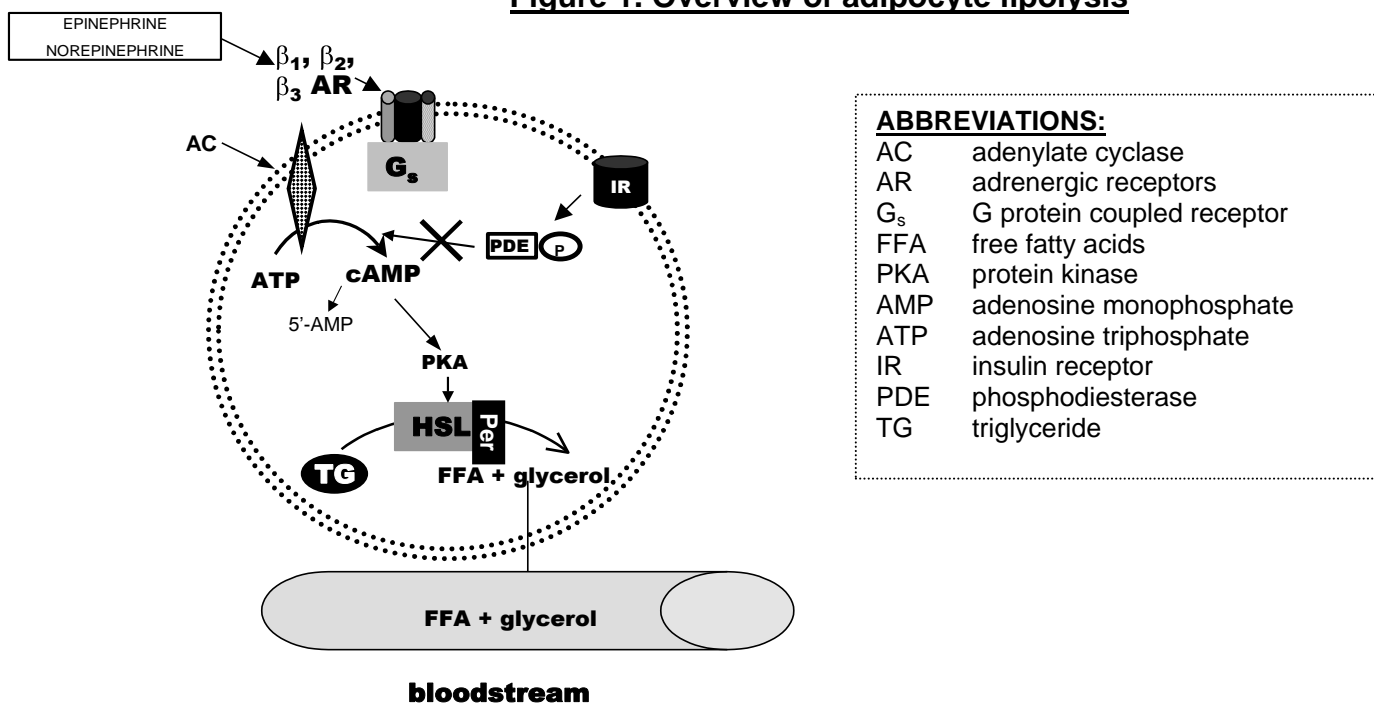 Figure 1. Overview of adipocyte lipolysis
EPINEPHRINE
NOREPINEPHRINE
β₁, β₂,
β₃ AR
AC
Gₛ
IR
PDE P
ATP cAMP
5'-AMP
PKA
HSL Per
TG
FFA + glycerol
FFA + glycerol
bloodstream
ABBREVIATIONS:
AC adenylate cyclase
AR adrenergic receptors
Gₛ G protein coupled receptor
FFA free fatty acids
PKA protein kinase
AMP adenosine monophosphate
ATP adenosine triphosphate
IR insulin receptor
PDE phosphodiesterase
TG triglyceride